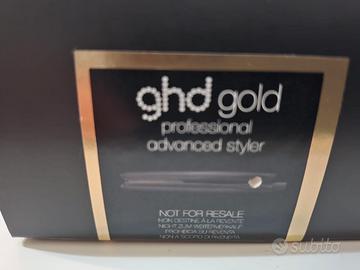 ghd gold
professional
advanced styler
NOT FOR RESALE
NON DESTINÉ À LA REVENTE
NICHT ZUM WEITERVERKAUF
PROHIBIDA SU REVENTA
NON A SCOPO DI RIVENDITA
subito